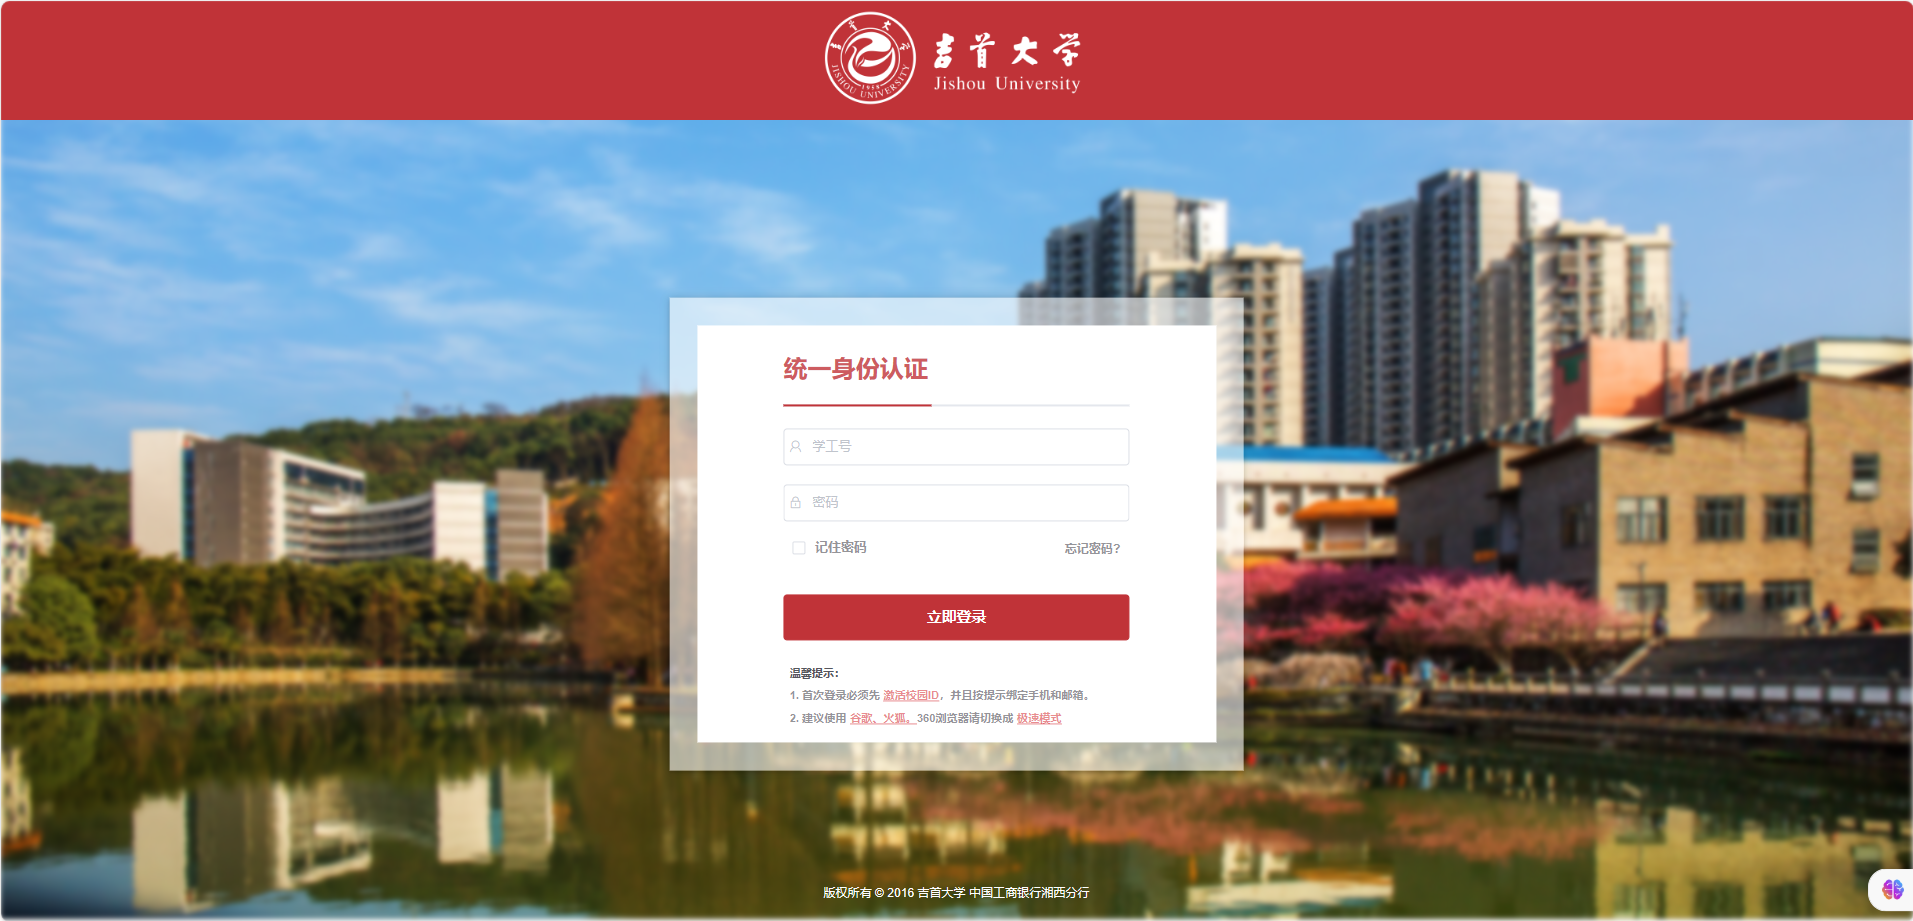 吉首大学
Jishou University
JISHOU UNIVERSITY
1958
统一身份认证
学工号
密码
记住密码
忘记密码?
立即登录
温馨提示：
1. 首次登录必须先 激活校园ID，并且按提示绑定手机和邮箱。
2. 建议使用 谷歌、火狐。360浏览器请切换成 极速模式
版权所有 © 2016 吉首大学 中国工商银行湘西分行